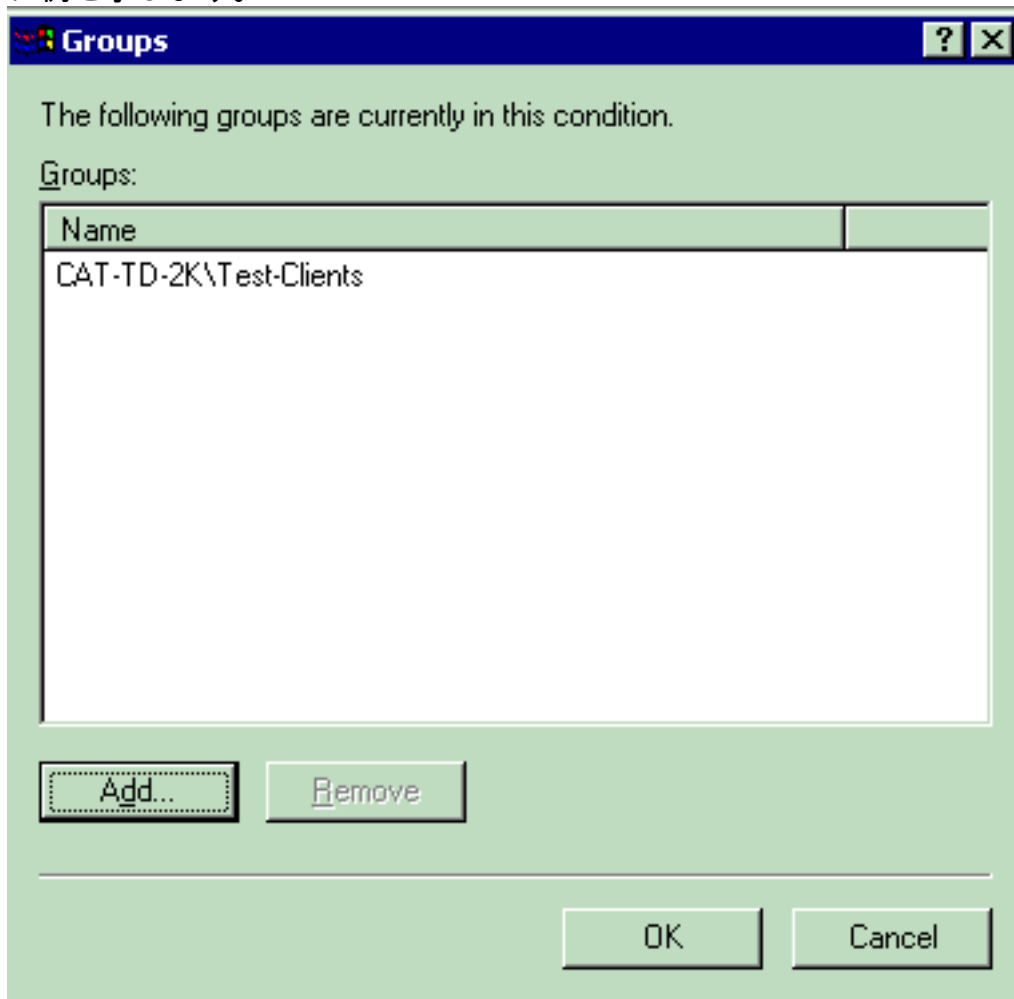 Groups
The following groups are currently in this condition.
Groups:
Name
CAT-TD-2K\Test-Clients
Add...
Remove
OK
Cancel